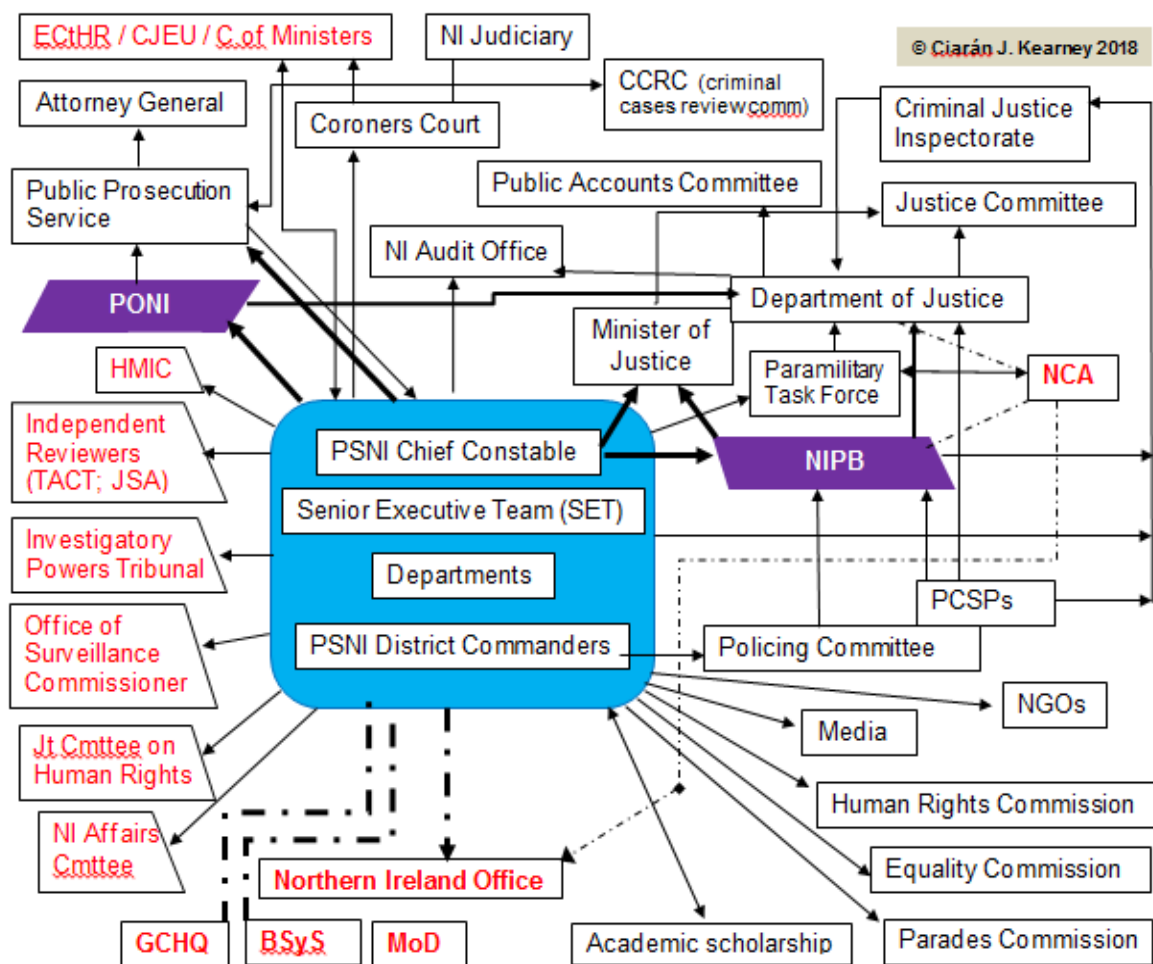 ECtHR / CJEU / C.of Ministers
NI Judiciary
© Ciarán J. Kearney 2018
Attorney General
Coroners Court
CCRC (criminal
cases review comm)
Criminal Justice
Inspectorate
Public Prosecution
Service
Public Accounts Committee
Justice Committee
NI Audit Office
PONI
Department of Justice
Minister of
Justice
HMIC
Paramilitary
Task Force
NCA
Independent
Reviewers
(TACT; JSA)
PSNI Chief Constable
NIPB
Senior Executive Team (SET)
Investigatory
Powers Tribunal
Departments
PCSPs
Office of
Surveillance
Commissioner
PSNI District Commanders
Policing Committee
NGOs
Media
Jt Cmttee on
Human Rights
Human Rights Commission
NI Affairs
Cmttee
Northern Ireland Office
Equality Commission
GCHQ
BSyS
MoD
Academic scholarship
Parades Commission